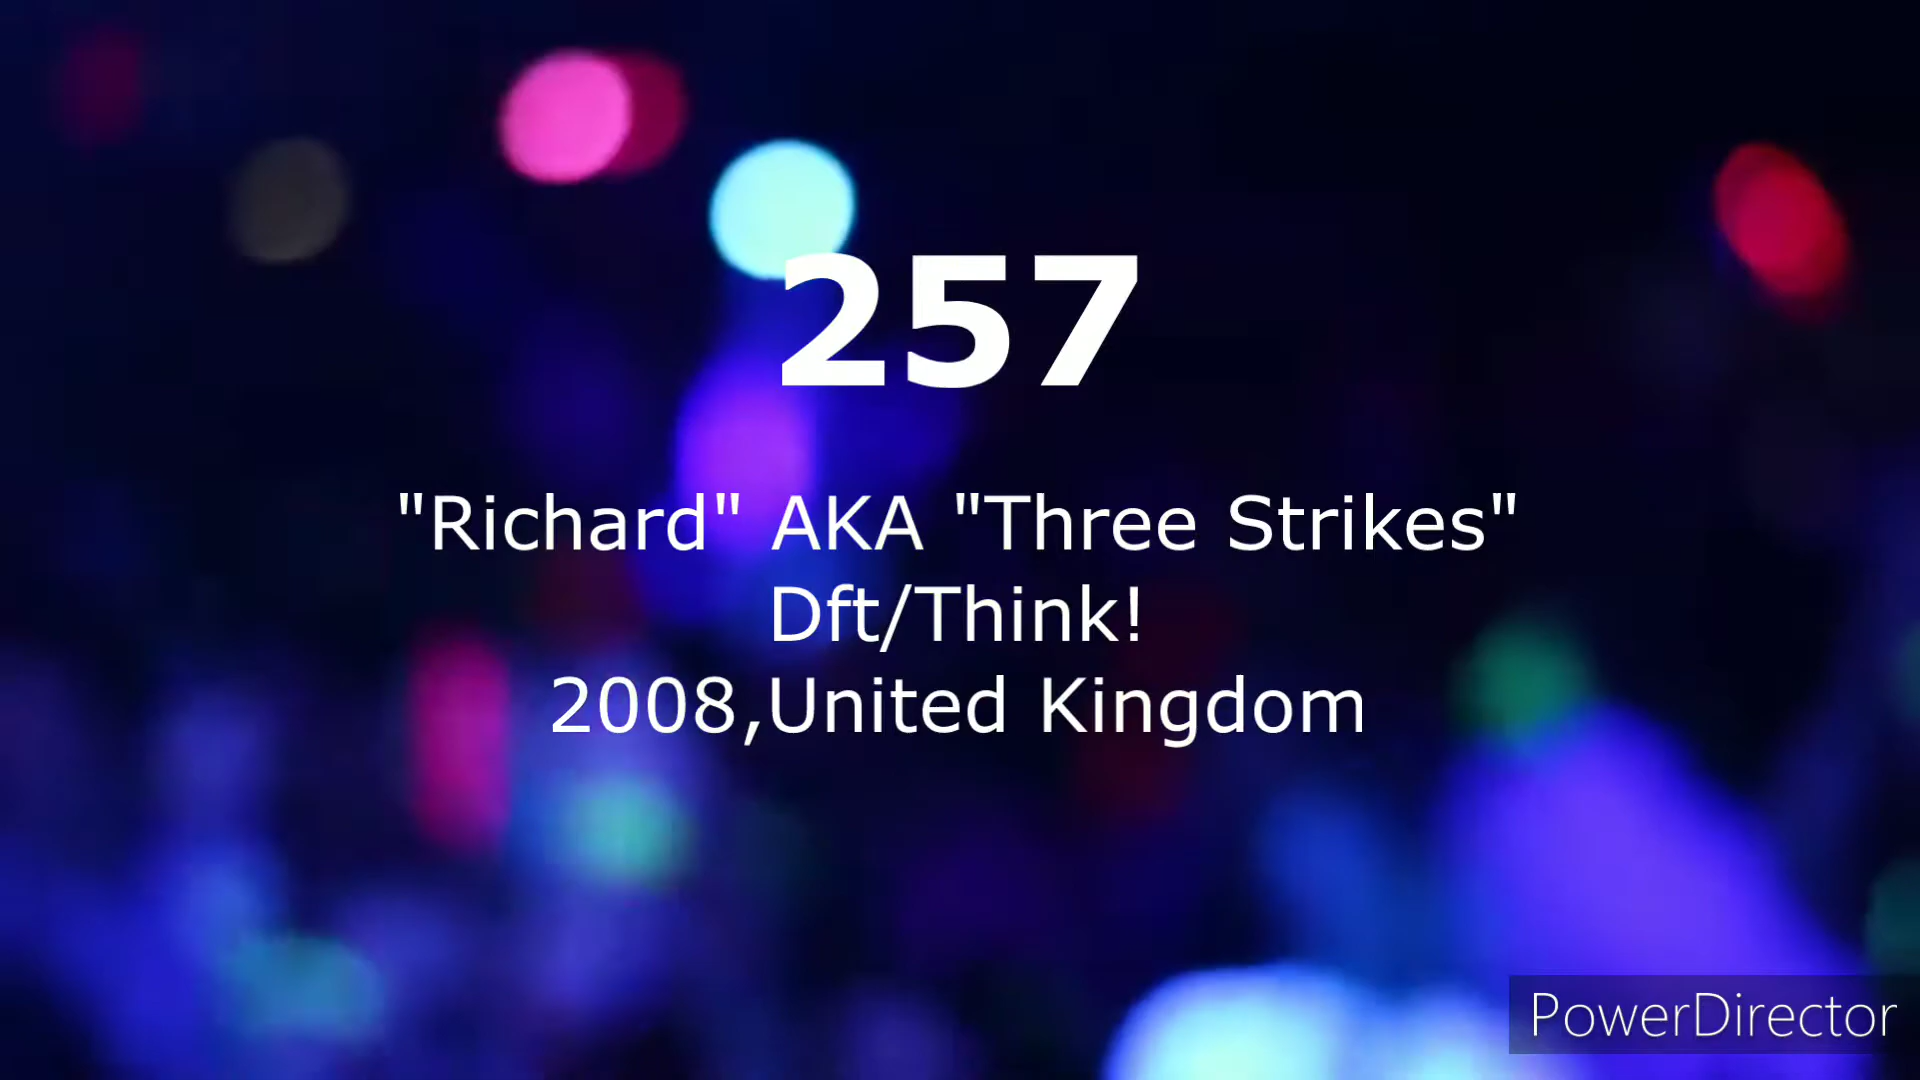 257
"Richard" AKA "Three Strikes"
Dft/Think!
2008,United Kingdom
PowerDirector